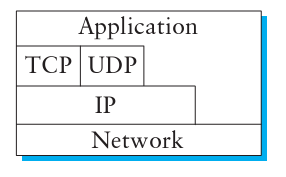 Application
TCP UDP
IP
Network